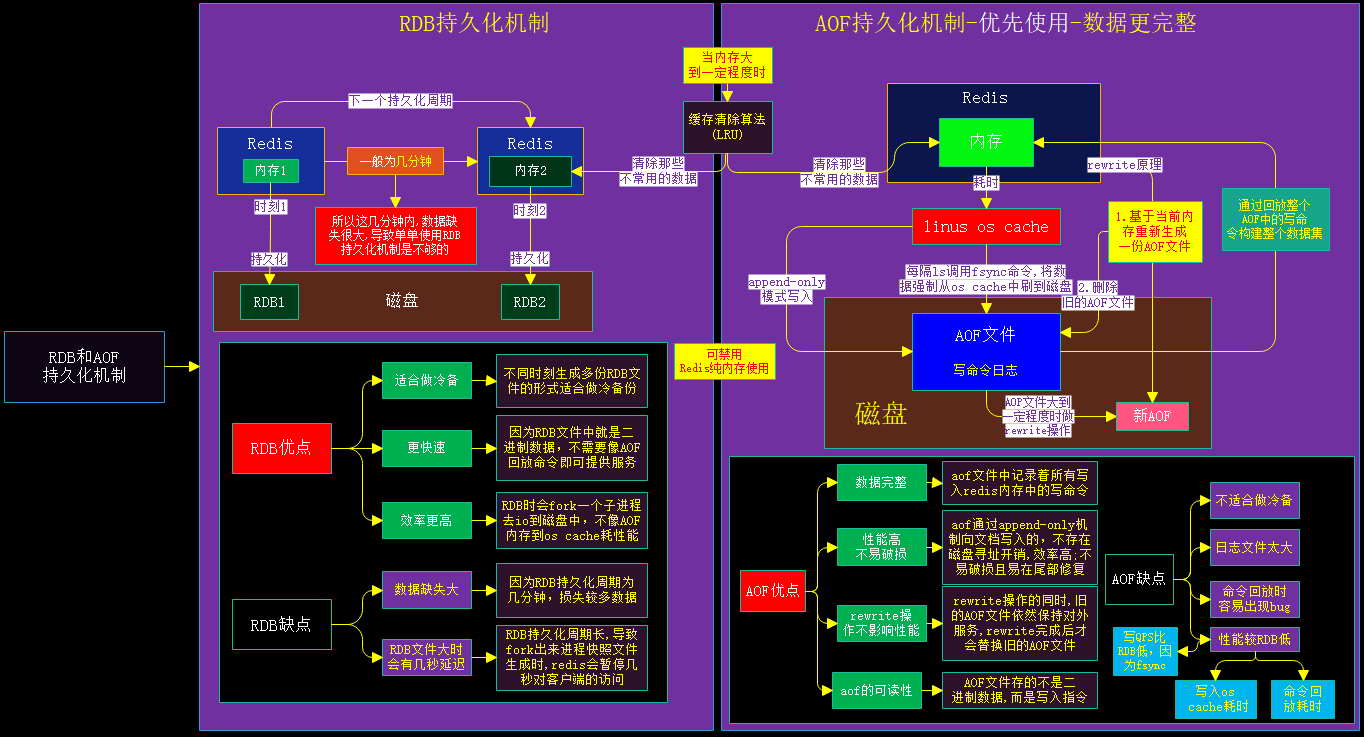 RDB和AOF
持久化机制
RDB持久化机制
下一个持久化周期
Redis
内存1
一般为几分钟
Redis
内存2
时刻1
所以这几分钟内,数据缺
失很大,导致单单使用RDB
持久化机制是不够的
时刻2
持久化
持久化
RDB1
磁盘
RDB2
当内存大
到一定程度时
缓存清除算法
(LRU)
清除那些
不常用的数据
清除那些
不常用的数据
可禁用
Redis纯内存使用
RDB优点
适合做冷备
不同时刻生成多份RDB文
件的形式适合做冷备份
更快速
因为RDB文件中就是二
进制数据, 不需要像AOF
回放命令即可提供服务
效率更高
RDB时会fork一个子进程
去io到磁盘中, 不像AOF
内存到os cache耗性能
RDB缺点
数据缺失大
因为RDB持久化周期为
几分钟, 损失较多数据
RDB文件大时
会有几秒延迟
RDB持久化周期长,导致
fork出来进程快照文件
生成时,redis会暂停几
秒对客户端的访问
AOF持久化机制-优先使用-数据更完整
Redis
内存
耗时
linus os cache
rewrite原理
1.基于当前内
存重新生成
一份AOF文件
通过回放整个
AOF中的写命
令构建整个数据集
append-only
模式写入
每隔1s调用fsync命令,将数
据强制从os cache中刷到磁盘
2.删除
旧的AOF文件
AOF文件
写命令日志
磁盘
AOP文件大到
一定程度时做
rewrite操作
新AOF
AOF优点
数据完整
aof文件中记录着所有写
入redis内存中的写命令
性能高
不易破损
aof通过append-only机
制向文档写入的, 不存在
磁盘寻址开销,效率高;不
易破损且易在尾部修复
rewrite操
作不影响性能
rewrite操作的同时,旧
的AOF文件依然保持对外
服务,rewrite完成后才
会替换旧的AOF文件
aof的可读性
AOF文件存的不是二
进制数据,而是写入指令
AOF缺点
不适合做冷备
日志文件太大
命令回放时
容易出现bug
性能较RDB低
写QPS比
RDB低, 因
为fsync
写入os
cache耗时
命令回
放耗时